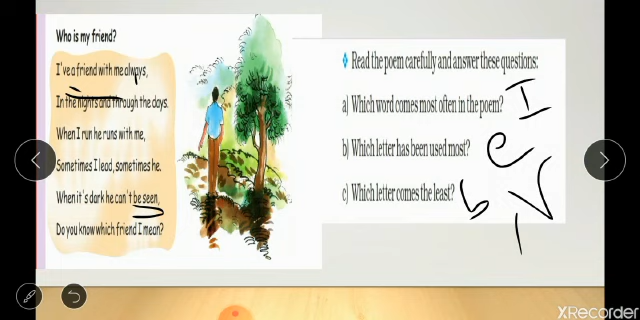 Who is my friend?
I've a friend with me always,
In the nights and through the days.
When I run he runs with me,
Sometimes I lead, sometimes he.
When it's dark he can't be seen,
Do you know which friend I mean?
Read the poem carefully and answer these questions:
a) Which word comes most often in the poem? I
b) Which letter has been used most? e
c) Which letter comes the least? b, V
XRecorder